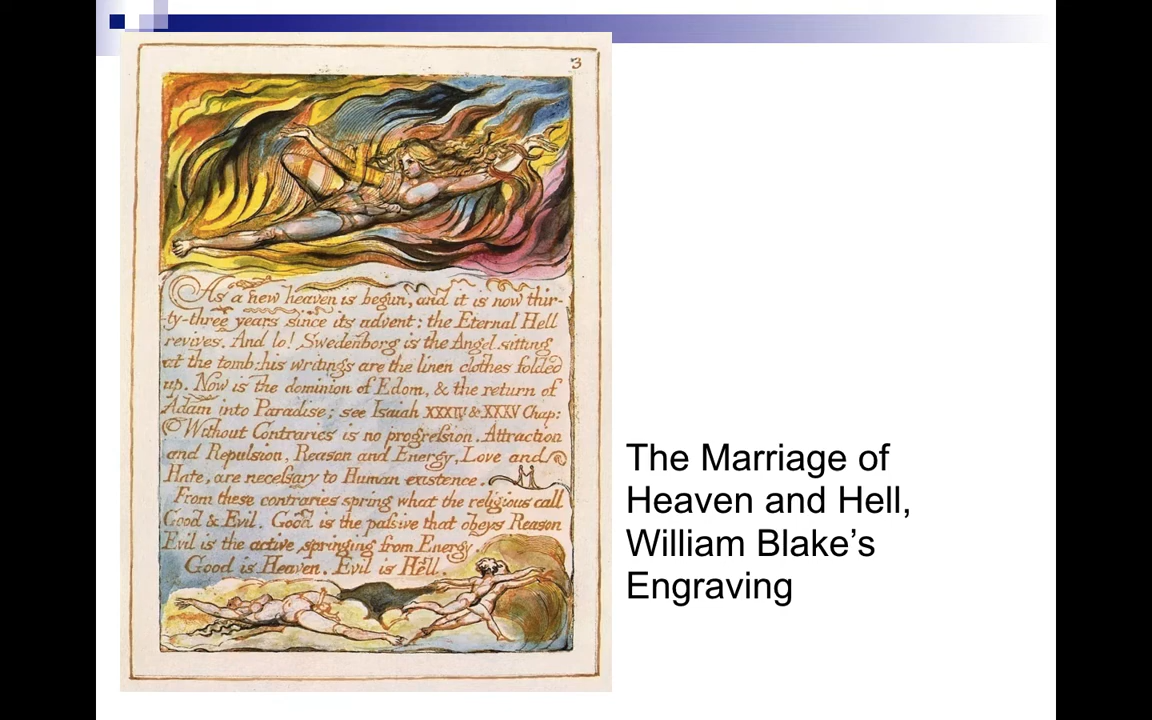 3
As a new heaven is begun, and it is now thir-
-ty-three years since its advent: the Eternal Hell
revives. And lo! Swedenborg is the Angel sitting
at the tomb: his writings are the linen clothes folded
up. Now is the dominion of Edom, & the return of
Adam into Paradise; see Isaiah XXXIV & XXXV Chap:
Without Contraries is no progression. Attraction
and Repulsion, Reason and Energy, Love and
Hate, are necessary to Human existence.
From these contraries spring what the religious call
Good & Evil. Good is the passive that obeys Reason
Evil is the active springing from Energy.
Good is Heaven. Evil is Hell.
The Marriage of
Heaven and Hell,
William Blake’s
Engraving